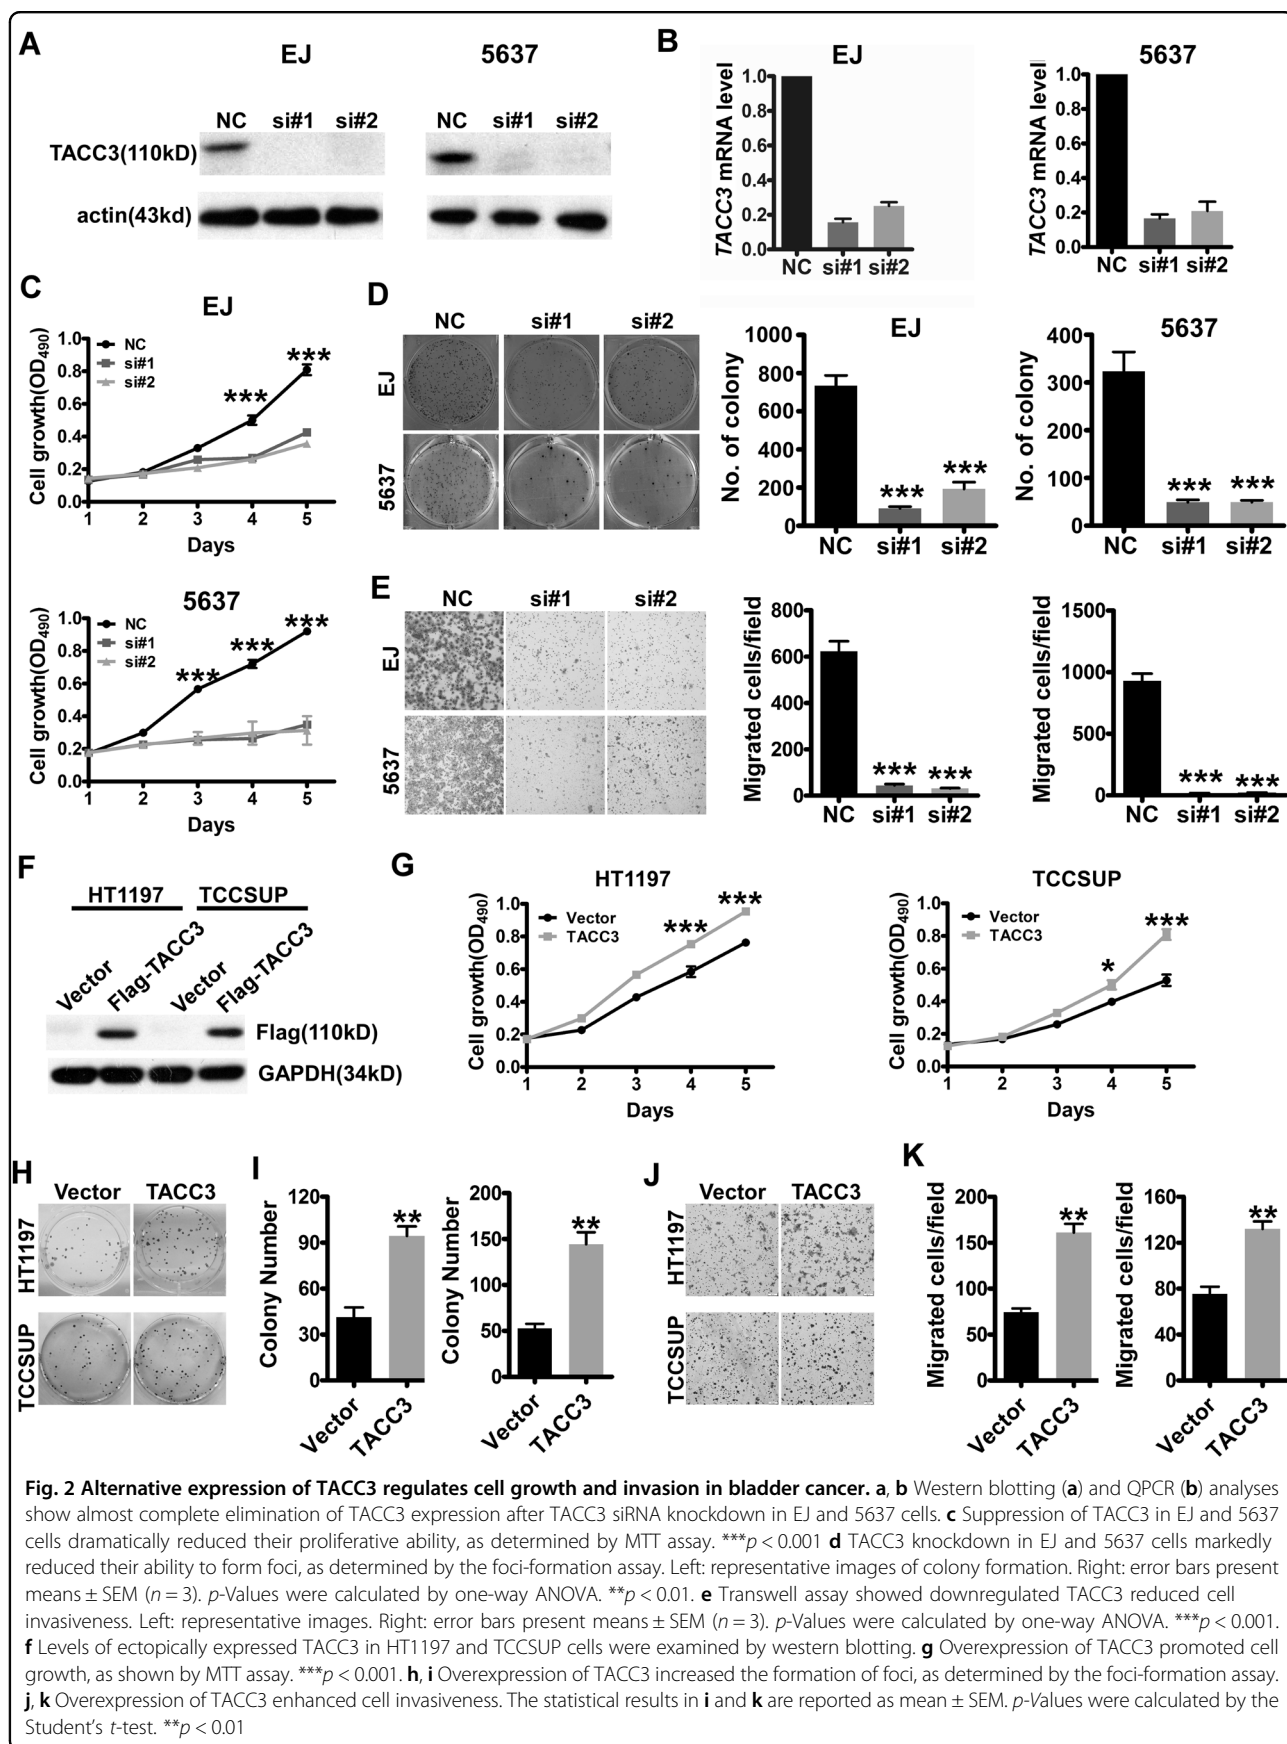 A
EJ
5637
NC si#1 si#2
NC si#1 si#2
TACC3(110kD)
actin(43kd)
B
EJ
TACC3 mRNA level
1.0
0.8
0.6
0.4
0.2
0.0
NC si#1 si#2
5637
TACC3 mRNA level
1.0
0.8
0.6
0.4
0.2
0.0
NC si#1 si#2
C
EJ
Cell growth(OD490)
1.0
0.8
0.6
0.4
0.2
0.0
NC
si#1
si#2
***
***
1 2 3 4 5
Days
5637
Cell growth(OD490)
1.0
0.8
0.6
0.4
0.2
0.0
NC
si#1
si#2
***
***
***
1 2 3 4 5
Days
D
NC si#1 si#2
EJ
5637
EJ
No. of colony
1000
800
600
400
200
0
***
***
NC si#1 si#2
5637
No. of colony
400
300
200
100
0
*** ***
NC si#1 si#2
E
NC si#1 si#2
EJ
5637
Migrated cells/field
800
600
400
200
0
*** ***
NC si#1 si#2
Migrated cells/field
1500
1000
500
0
*** ***
NC si#1 si#2
F
HT1197 TCCSUP
Vector Flag-TACC3 Vector Flag-TACC3
Flag(110kD)
GAPDH(34kD)
G
HT1197
Cell growth(OD490)
1.0
0.8
0.6
0.4
0.2
0.0
Vector
TACC3
***
***
1 2 3 4 5
Days
TCCSUP
Cell growth(OD490)
1.0
0.8
0.6
0.4
0.2
0.0
Vector
TACC3
*
***
1 2 3 4 5
Days
H
Vector TACC3
HT1197
TCCSUP
I
Colony Number
120
90
60
30
0
**
Vector TACC3
Colony Number
200
150
100
50
0
**
Vector TACC3
J
Vector TACC3
HT1197
TCCSUP
K
Migrated cells/field
200
150
100
50
0
**
Vector TACC3
Migrated cells/field
160
120
80
40
0
**
Vector TACC3
Fig. 2 Alternative expression of TACC3 regulates cell growth and invasion in bladder cancer. a, b Western blotting (a) and QPCR (b) analyses
show almost complete elimination of TACC3 expression after TACC3 siRNA knockdown in EJ and 5637 cells. c Suppression of TACC3 in EJ and 5637
cells dramatically reduced their proliferative ability, as determined by MTT assay. ***p < 0.001 d TACC3 knockdown in EJ and 5637 cells markedly
reduced their ability to form foci, as determined by the foci-formation assay. Left: representative images of colony formation. Right: error bars present
means ± SEM (n = 3). p-Values were calculated by one-way ANOVA. **p < 0.01. e Transwell assay showed downregulated TACC3 reduced cell
invasiveness. Left: representative images. Right: error bars present means ± SEM (n = 3). p-Values were calculated by one-way ANOVA. ***p < 0.001.
f Levels of ectopically expressed TACC3 in HT1197 and TCCSUP cells were examined by western blotting. g Overexpression of TACC3 promoted cell
growth, as shown by MTT assay. ***p < 0.001. h, i Overexpression of TACC3 increased the formation of foci, as determined by the foci-formation assay.
j, k Overexpression of TACC3 enhanced cell invasiveness. The statistical results in i and k are reported as mean ± SEM. p-Values were calculated by the
Student's t-test. **p < 0.01